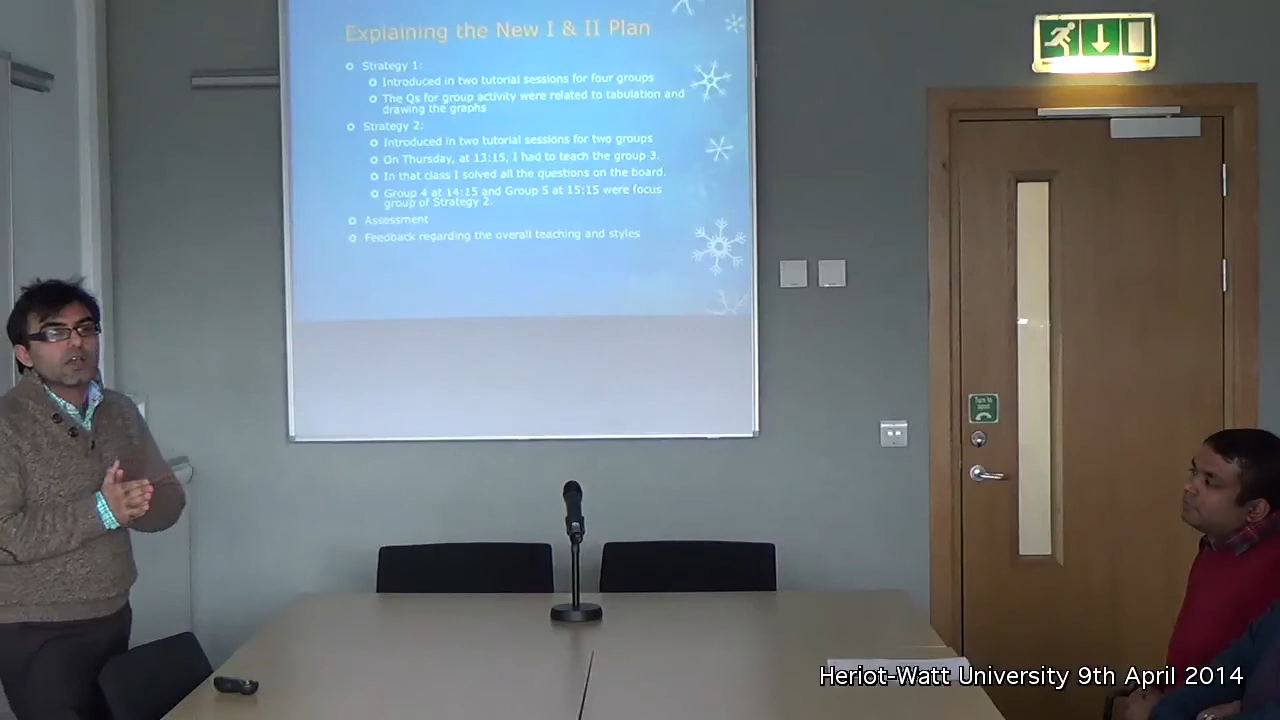 Explaining the New I & II Plan
Strategy 1:
Introduced in two tutorial sessions for four groups
The Qs for group activity were related to tabulation and
drawing the graphs
Strategy 2:
Introduced in two tutorial sessions for two groups
On Thursday, at 13:15, I had to teach the group 3.
In that class I solved all the questions on the board.
Group 4 at 14:15 and Group 5 at 15:15 were focus
group of Strategy 2.
Assessment
Feedback regarding the overall teaching and styles
Turn to
open
Heriot-Watt University 9th April 2014